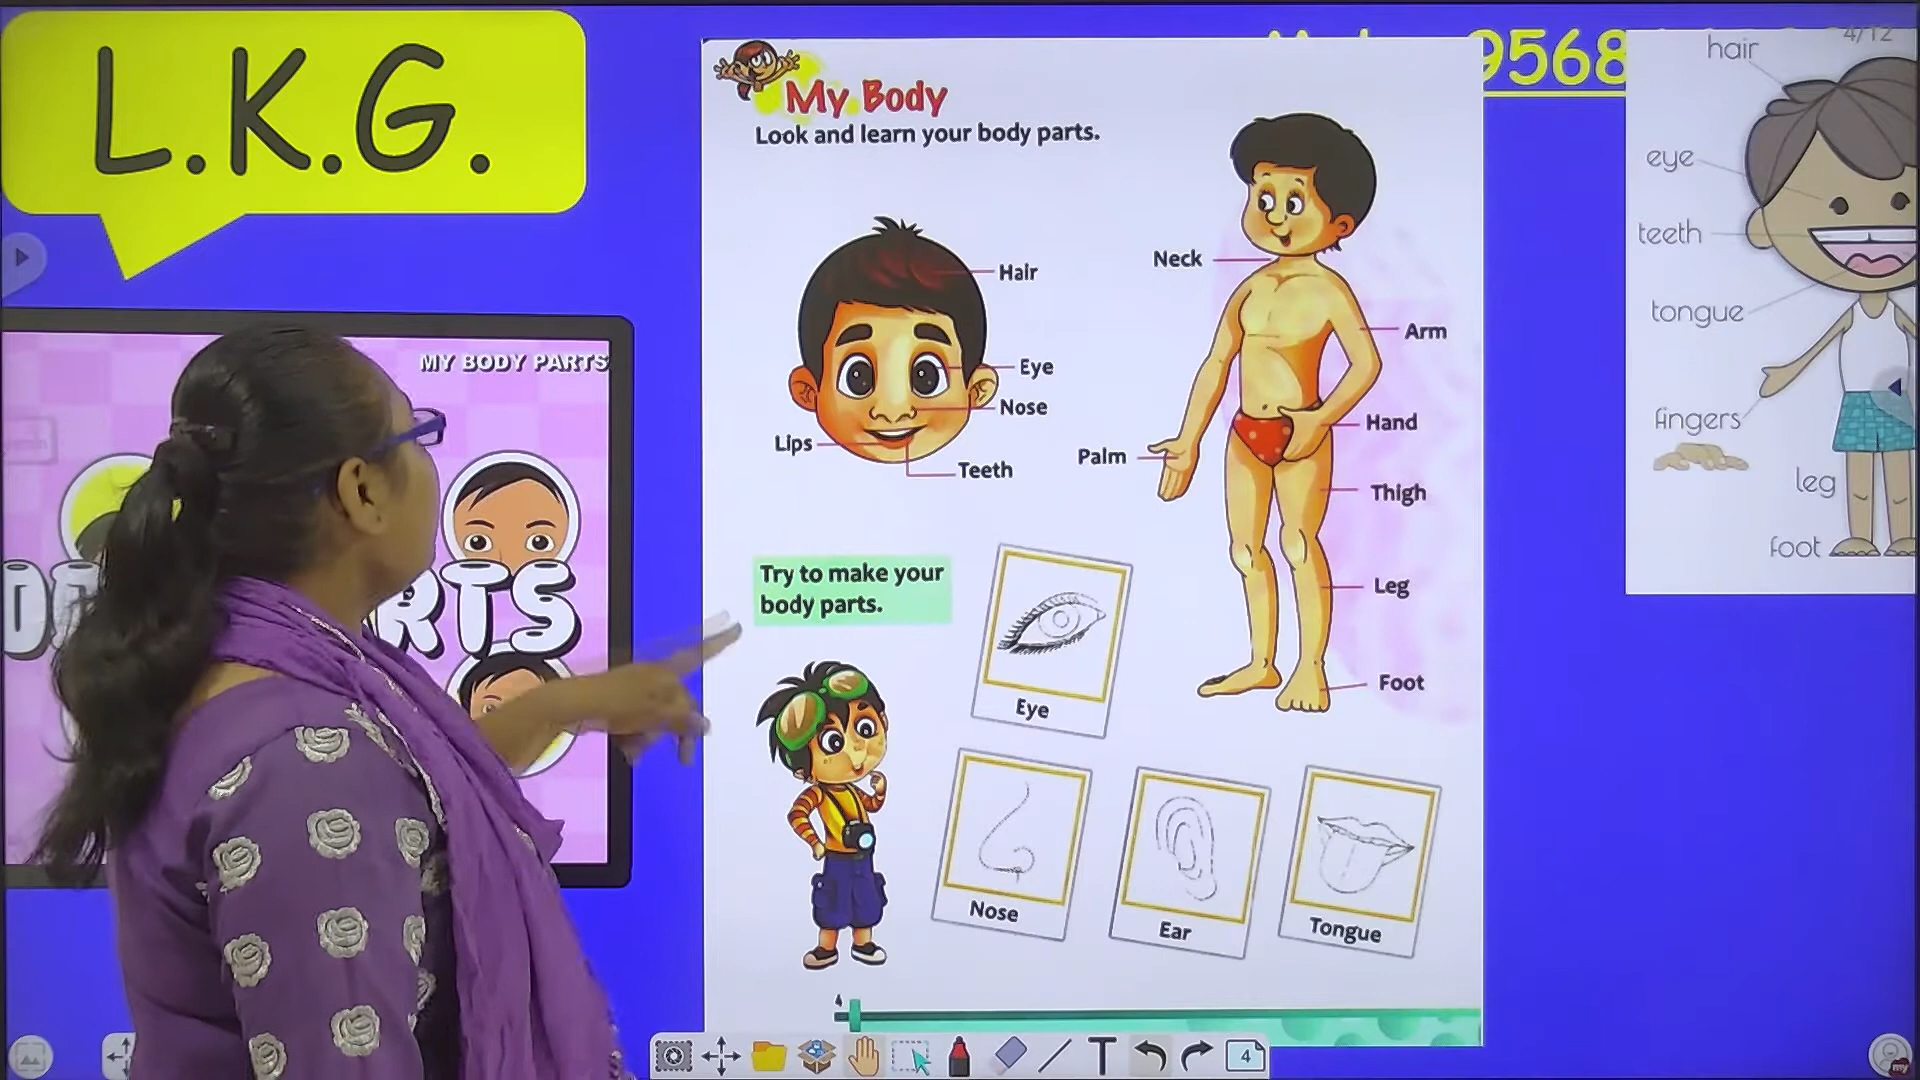 L.K.G.
9568
4/12
My Body
Look and learn your body parts.
Hair
Eye
Nose
Lips
Teeth
Neck
Arm
Hand
Palm
Thigh
Leg
Foot
Try to make your
body parts.
Eye
Nose
Ear
Tongue
4
4
MY BODY PARTS
RTS
hair
eye
teeth
tongue
fingers
leg
foot